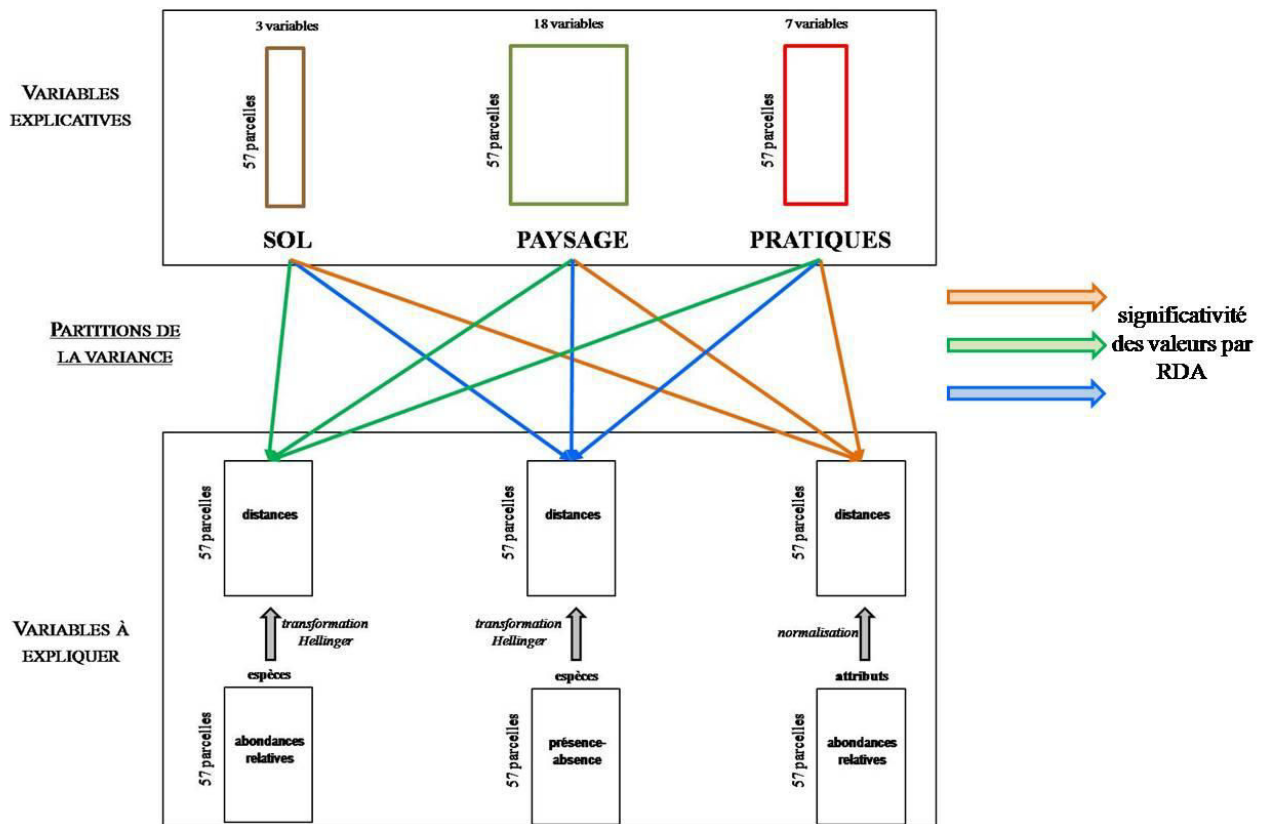 3 variables
18 variables
7 variables
VARIABLES
EXPLICATIVES
57 parcelles
57 parcelles
57 parcelles
SOL
PAYSAGE
PRATIQUES
PARTITIONS DE
LA VARIANCE
significativité
des valeurs par
RDA
57 parcelles
distances
57 parcelles
distances
57 parcelles
distances
VARIABLES À
EXPLIQUER
transformation
Hellinger
transformation
Hellinger
normalisation
espèces
espèces
attributs
57 parcelles
abondances
relatives
57 parcelles
présence-
absence
57 parcelles
abondances
relatives